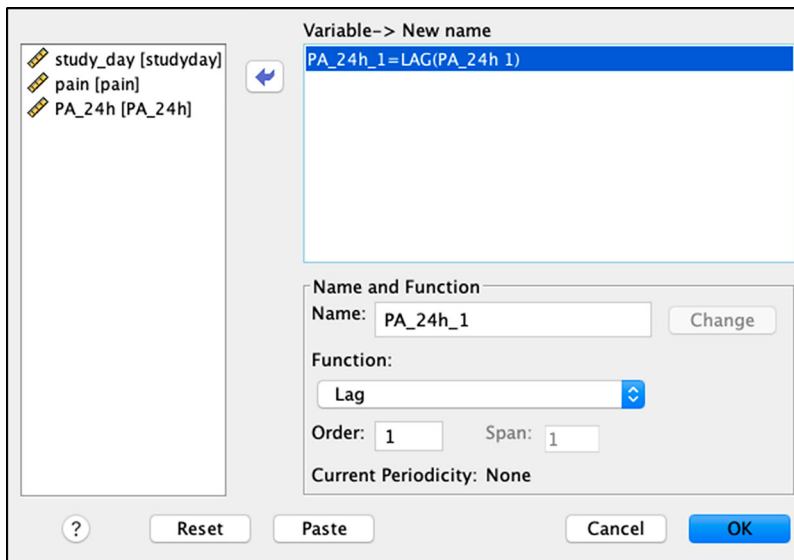 Variable-> New name
study_day [studyday]
pain [pain]
PA_24h [PA_24h]
PA_24h_1=LAG(PA_24h 1)
Name and Function
Name: PA_24h_1 Change
Function:
Lag
Order: 1 Span: 1
Current Periodicity: None
? Reset Paste Cancel OK